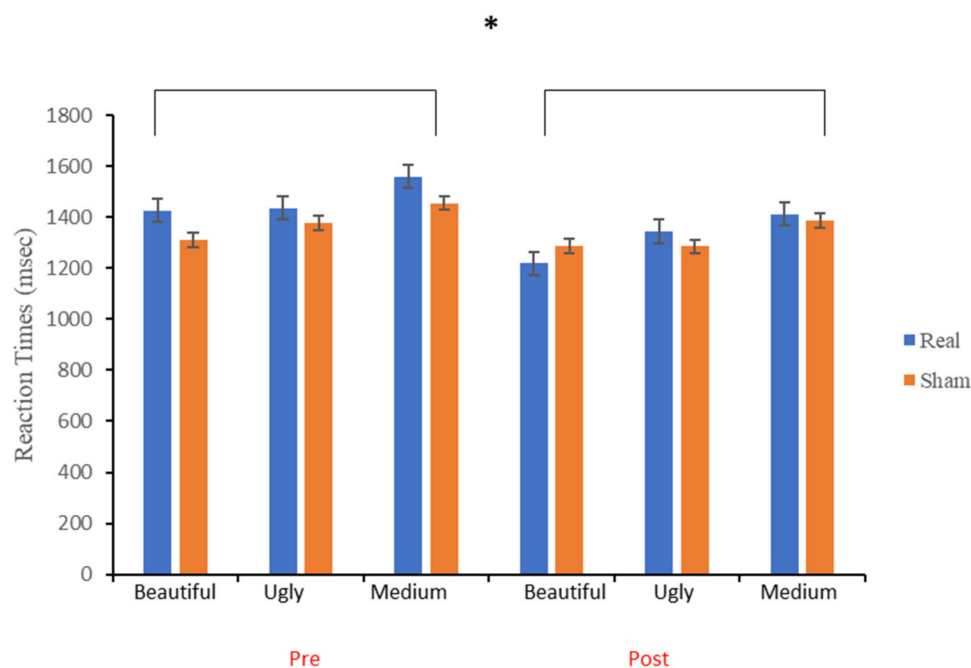 *
1800
1600
1400
1200
1000
800
600
400
200
0
Reaction Times (msec)
Real
Sham
Beautiful Ugly Medium Beautiful Ugly Medium
Pre Post